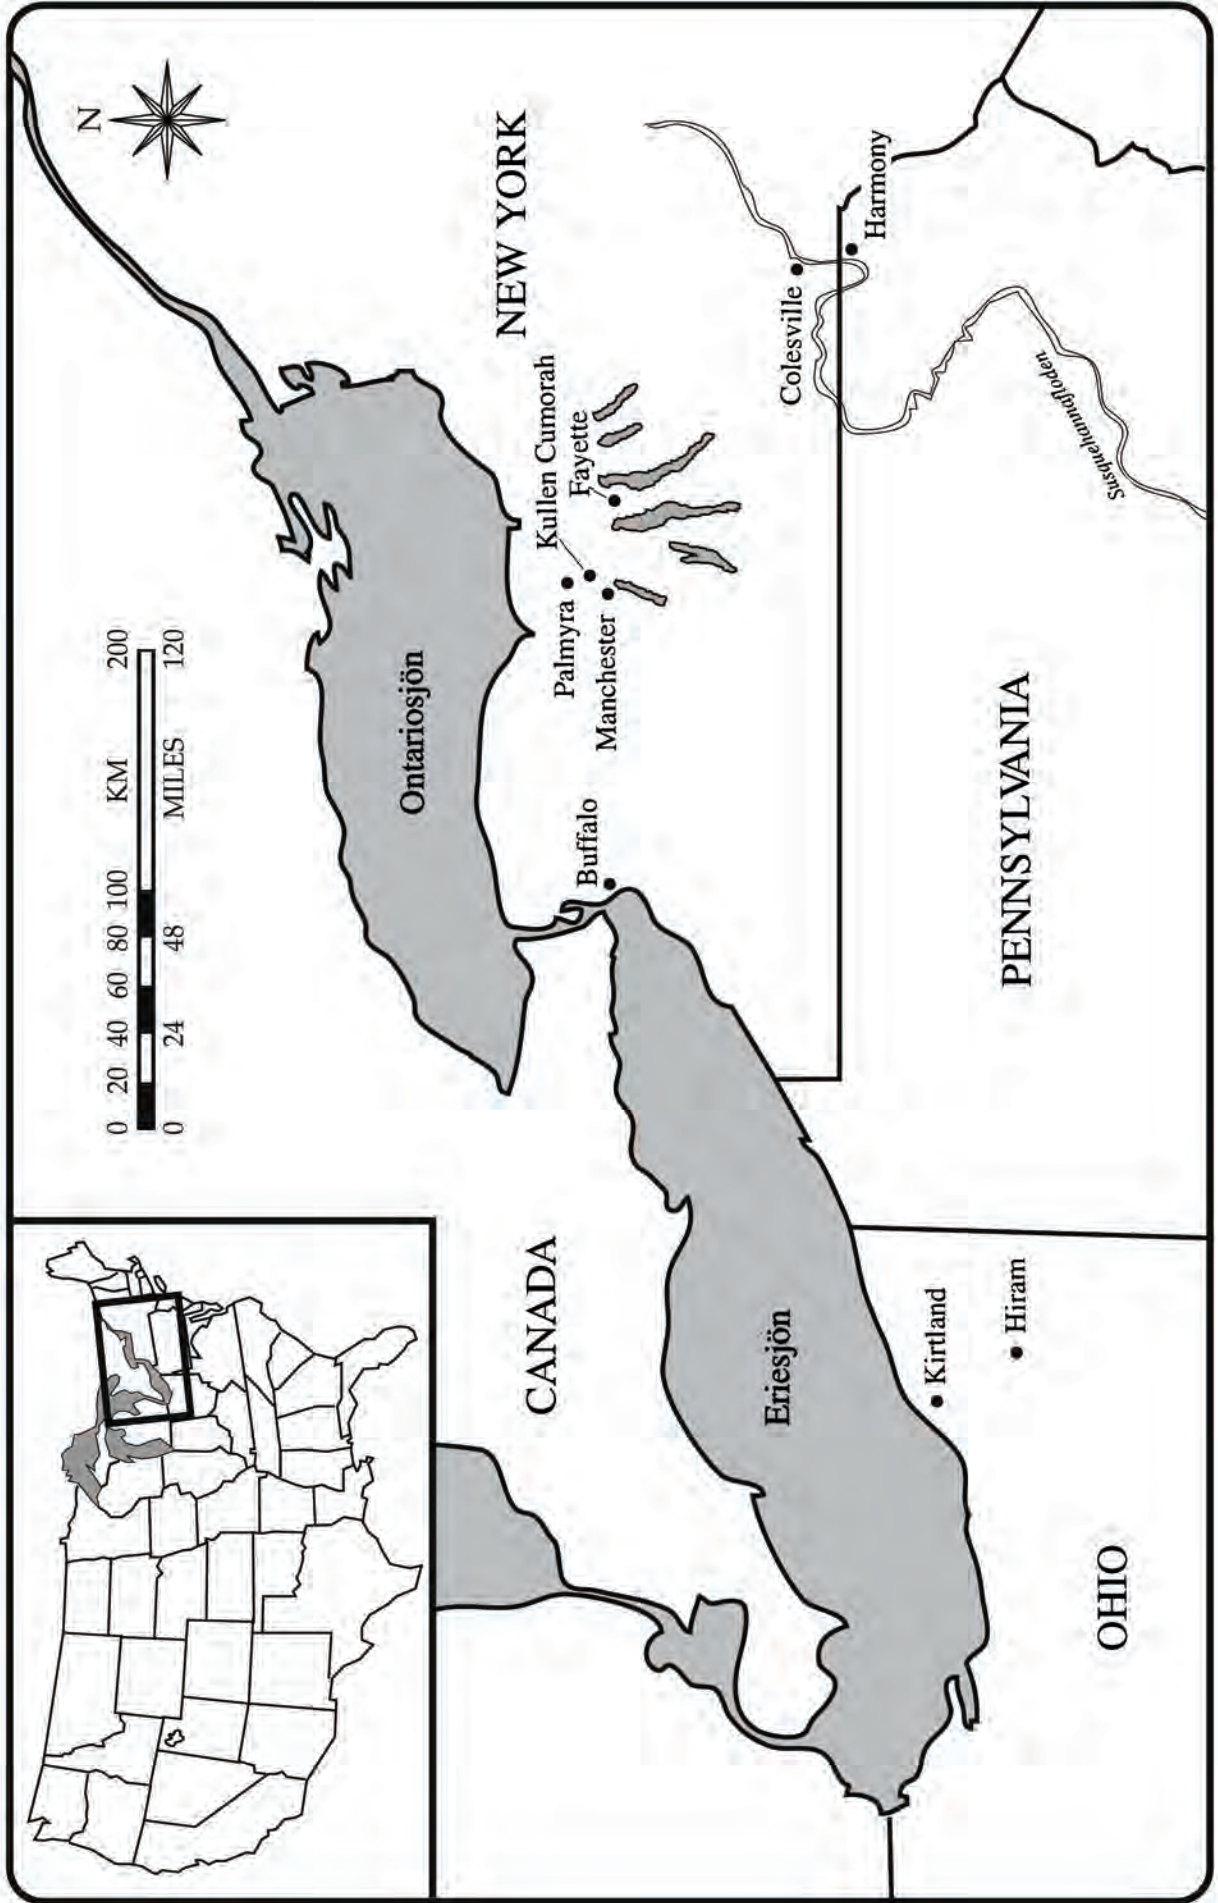 N
0 20 40 60 80 100 KM 200
0 24 48 MILES 120
CANADA
NEW YORK
Ontariosjön
Kullen Cumorah
Fayette
Palmyra
Manchester
Buffalo
Colesville
Harmony
Susquehannafloden
Eriesjön
PENNSYLVANIA
Kirtland
Hiram
OHIO